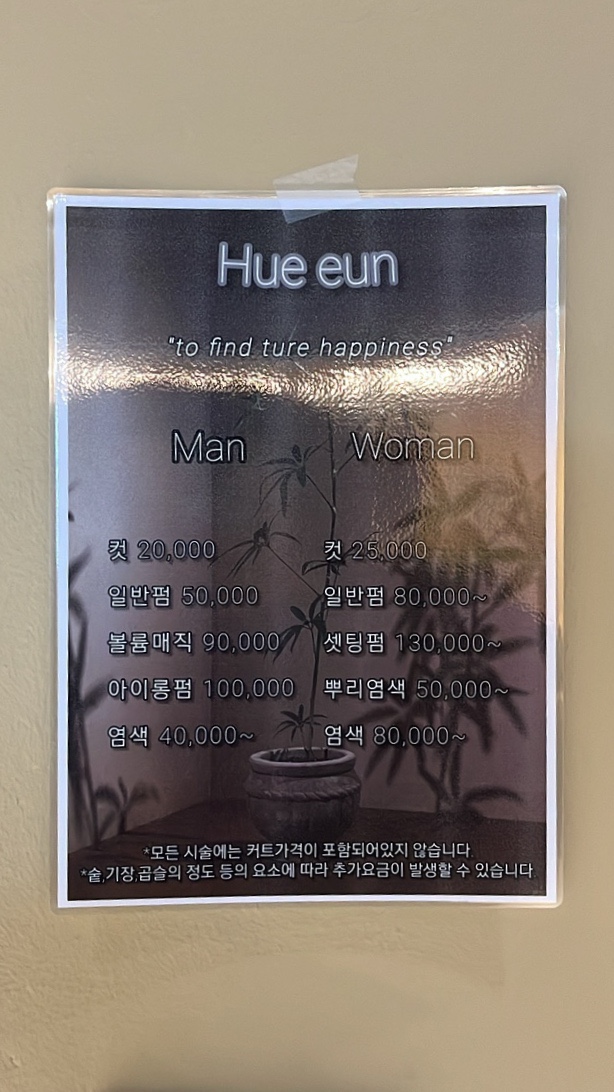 Hue eun
"to find ture happiness"
Man
컷 20,000
일반펌 50,000
볼륨매직 90,000
아이롱펌 100,000
염색 40,000~
Woman
컷 25,000
일반펌 80,000~
셋팅펌 130,000~
뿌리염색 50,000~
염색 80,000~
*모든 시술에는 커트가격이 포함되어있지 않습니다.
*숱,기장,곱슬의 정도 등의 요소에 따라 추가요금이 발생할 수 있습니다.